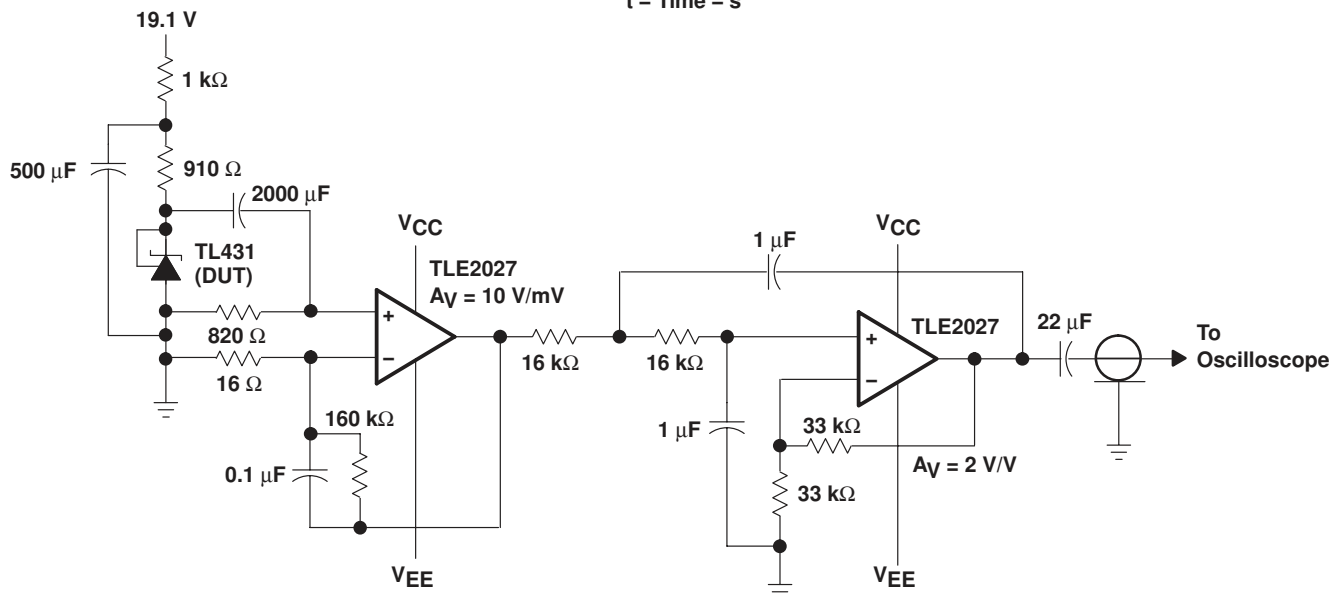 t = Time = s
19.1 V
1 kΩ
500 μF
910 Ω
2000 μF
TL431
(DUT)
820 Ω
16 Ω
160 kΩ
0.1 μF
VCC
TLE2027
AV = 10 V/mV
+
−
VEE
16 kΩ
16 kΩ
1 μF
1 μF
VCC
TLE2027
+
−
33 kΩ
AV = 2 V/V
33 kΩ
VEE
22 μF
To
Oscilloscope